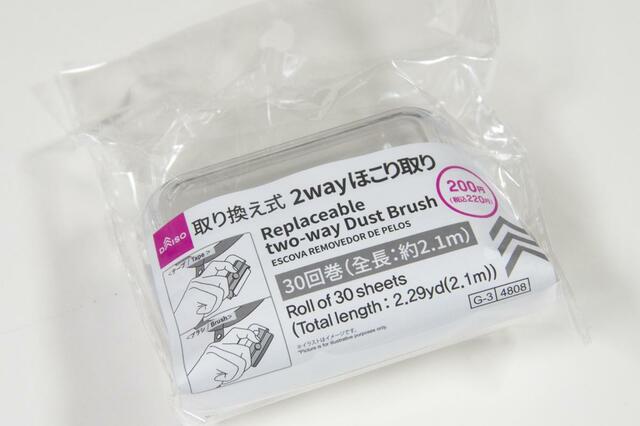 DAISO
取り換え式 2wayほこり取り
Replaceable
two-way Dust Brush
ESCOVA REMOVEDOR DE PELOS
200円
(税込220円)
30回巻(全長:約2.1m)
Roll of 30 sheets
(Total length : 2.29yd(2.1m))
G-3 4808
<テープ/Tape>
<ブラシ/Brush>
※イラストはイメージです。
*Picture is for illustrative purposes only.